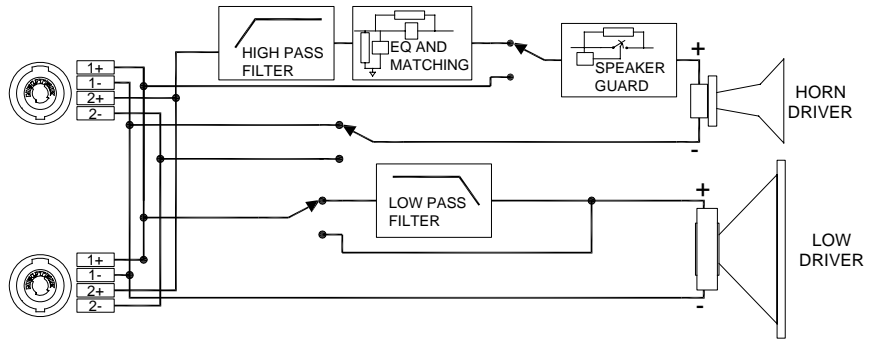 HIGH PASS
FILTER
EQ AND
MATCHING
SPEAKER
GUARD
+
-
HORN
DRIVER
1+
1-
2+
2-
LOW PASS
FILTER
+
-
LOW
DRIVER
1+
1-
2+
2-